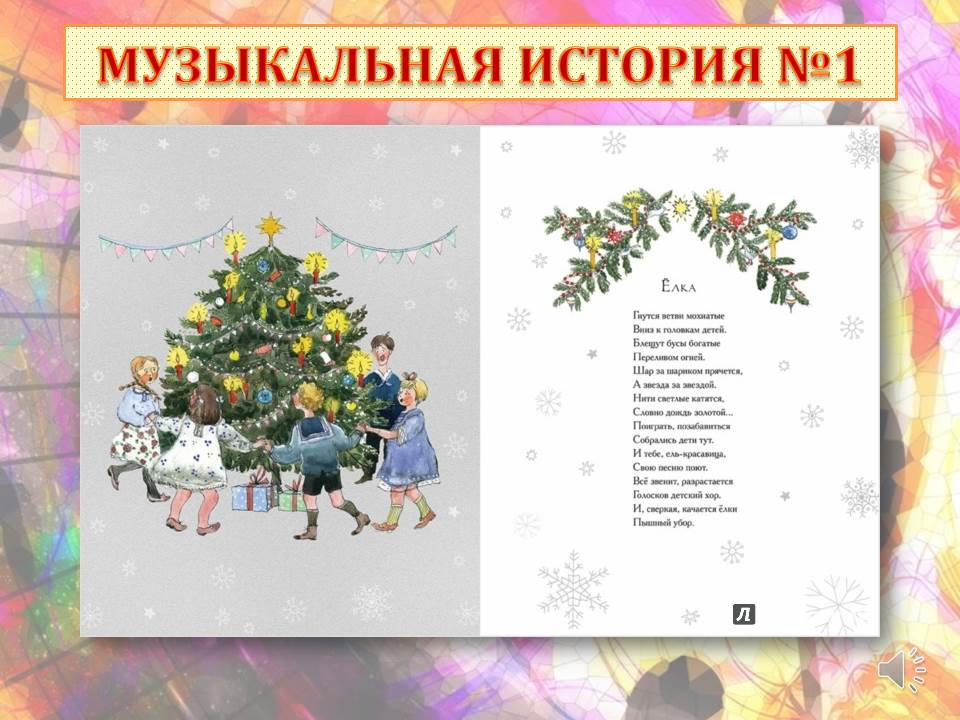 МУЗЫКАЛЬНАЯ ИСТОРИЯ №1
ЁЛКА
Гнутся ветви мохнатые
Вниз к головкам детей.
Блещут бусы богатые
Переливом огней.
Шар за шариком прячется,
А звезда за звездой.
Нити светлые катятся,
Словно дождь золотой...
Поиграть, позабавиться
Собрались дети тут.
И тебе, ель-красавица,
Свою песню поют.
Всё звенит, разрастается
Голосков детский хор.
И, сверкая, качается ёлки
Пышный убор.
Л